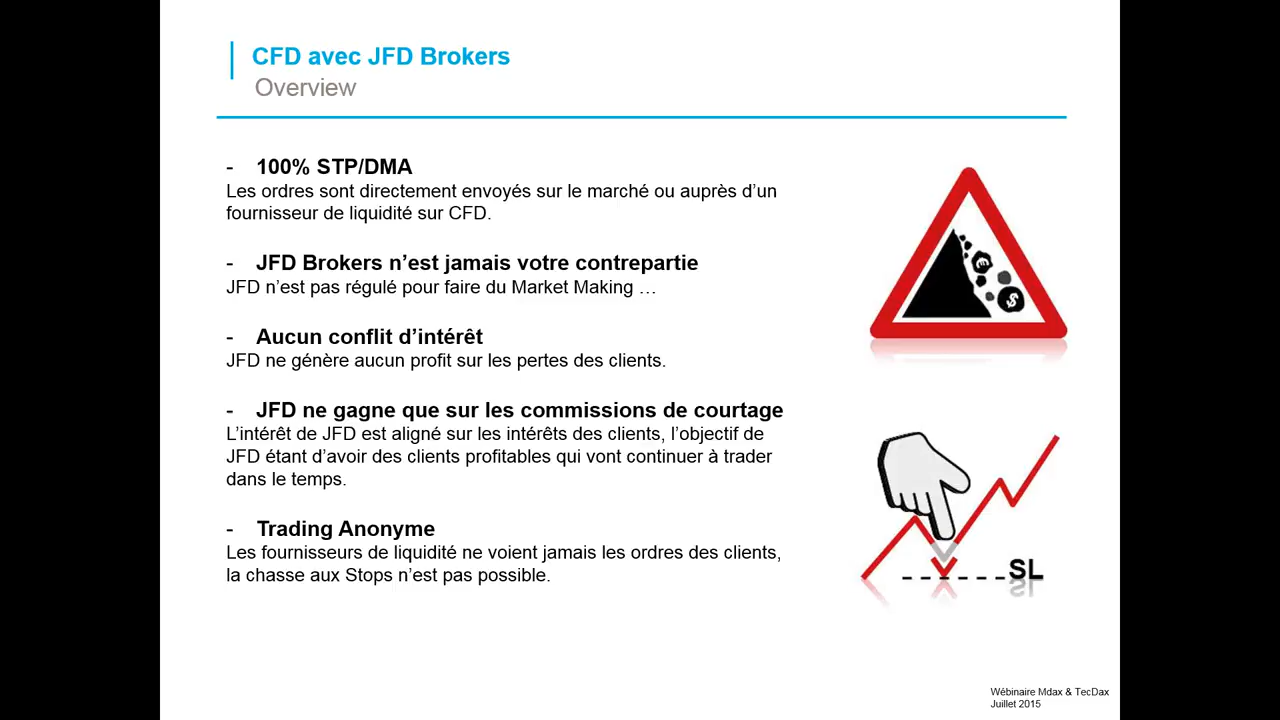 CFD avec JFD Brokers
Overview
- 100% STP/DMA
Les ordres sont directement envoyés sur le marché ou auprès d’un
fournisseur de liquidité sur CFD.
- JFD Brokers n’est jamais votre contrepartie
JFD n’est pas régulé pour faire du Market Making …
- Aucun conflit d’intérêt
JFD ne génère aucun profit sur les pertes des clients.
- JFD ne gagne que sur les commissions de courtage
L’intérêt de JFD est aligné sur les intérêts des clients, l’objectif de
JFD étant d’avoir des clients profitables qui vont continuer à trader
dans le temps.
- Trading Anonyme
Les fournisseurs de liquidité ne voient jamais les ordres des clients,
la chasse aux Stops n’est pas possible.
€
$
SL
Wébinaire Mdax & TecDax
Juillet 2015